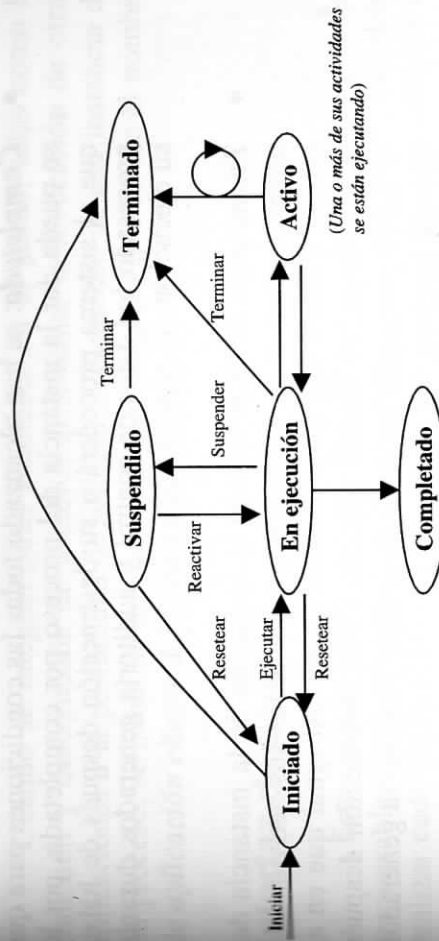 Terminar
Terminado
Suspendido
Terminar
Suspender
Reactivar
Resetear
Activo
(Una o más de sus actividades
se están ejecutando)
En ejecución
Ejecutar
Resetear
Iniciado
Iniciar
Completado